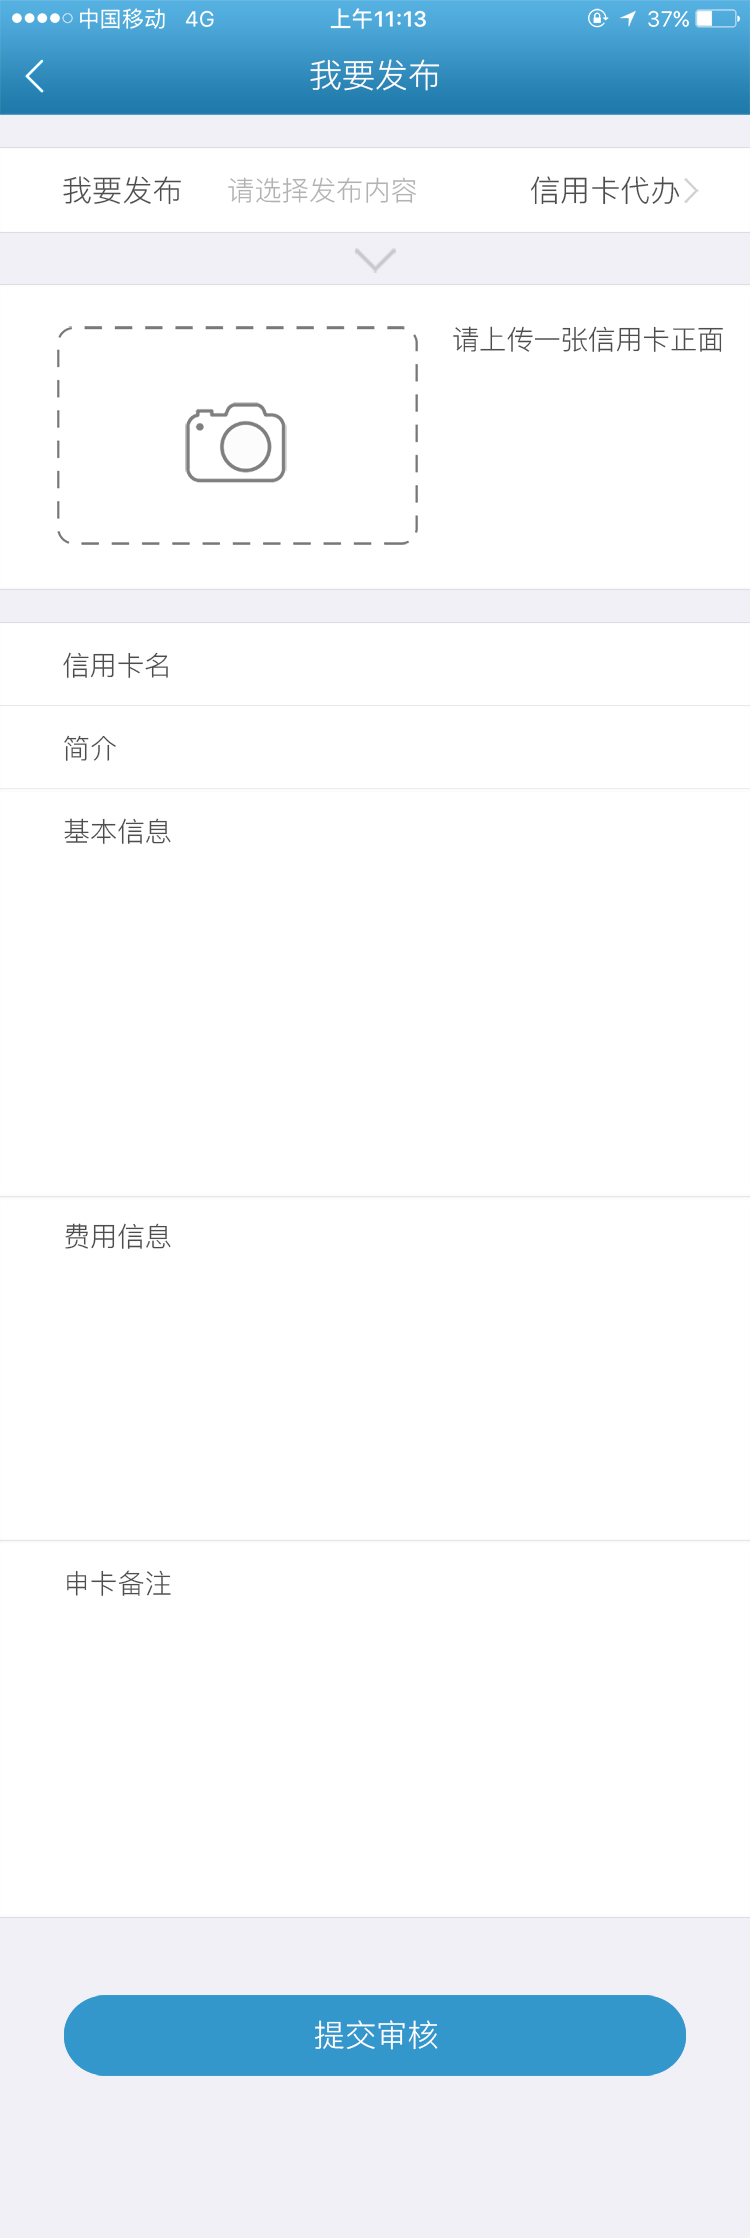 中国移动 4G 上午11:13 37%
我要发布
我要发布 请选择发布内容 信用卡代办
请上传一张信用卡正面
信用卡名
简介
基本信息
费用信息
申卡备注
提交审核